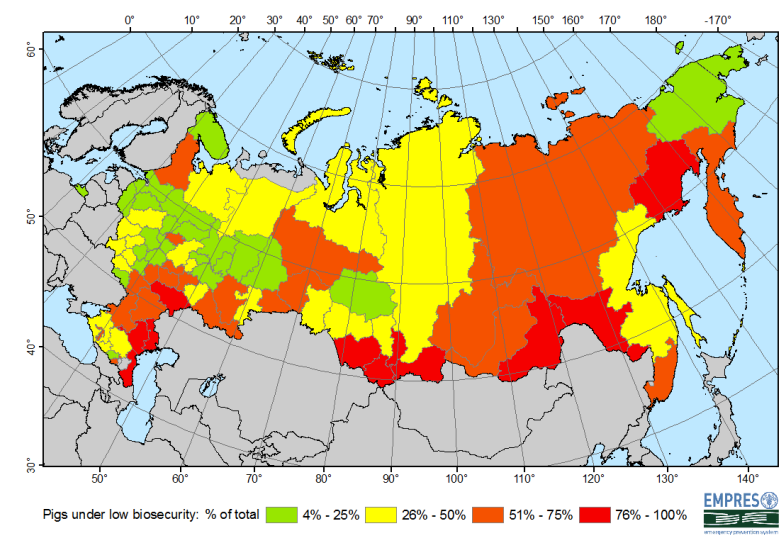 0° 10° 20° 30° 40° 50° 60° 70° 90° 100° 110° 130° 150° 160° 170° 180° -170°
60°
50°
40°
30°
50° 60° 70° 80° 90° 100° 110° 120° 130° 140°
Pigs under low biosecurity: % of total 4% - 25% 26% - 50% 51% - 75% 76% - 100%
EMPRES
emergency prevention system